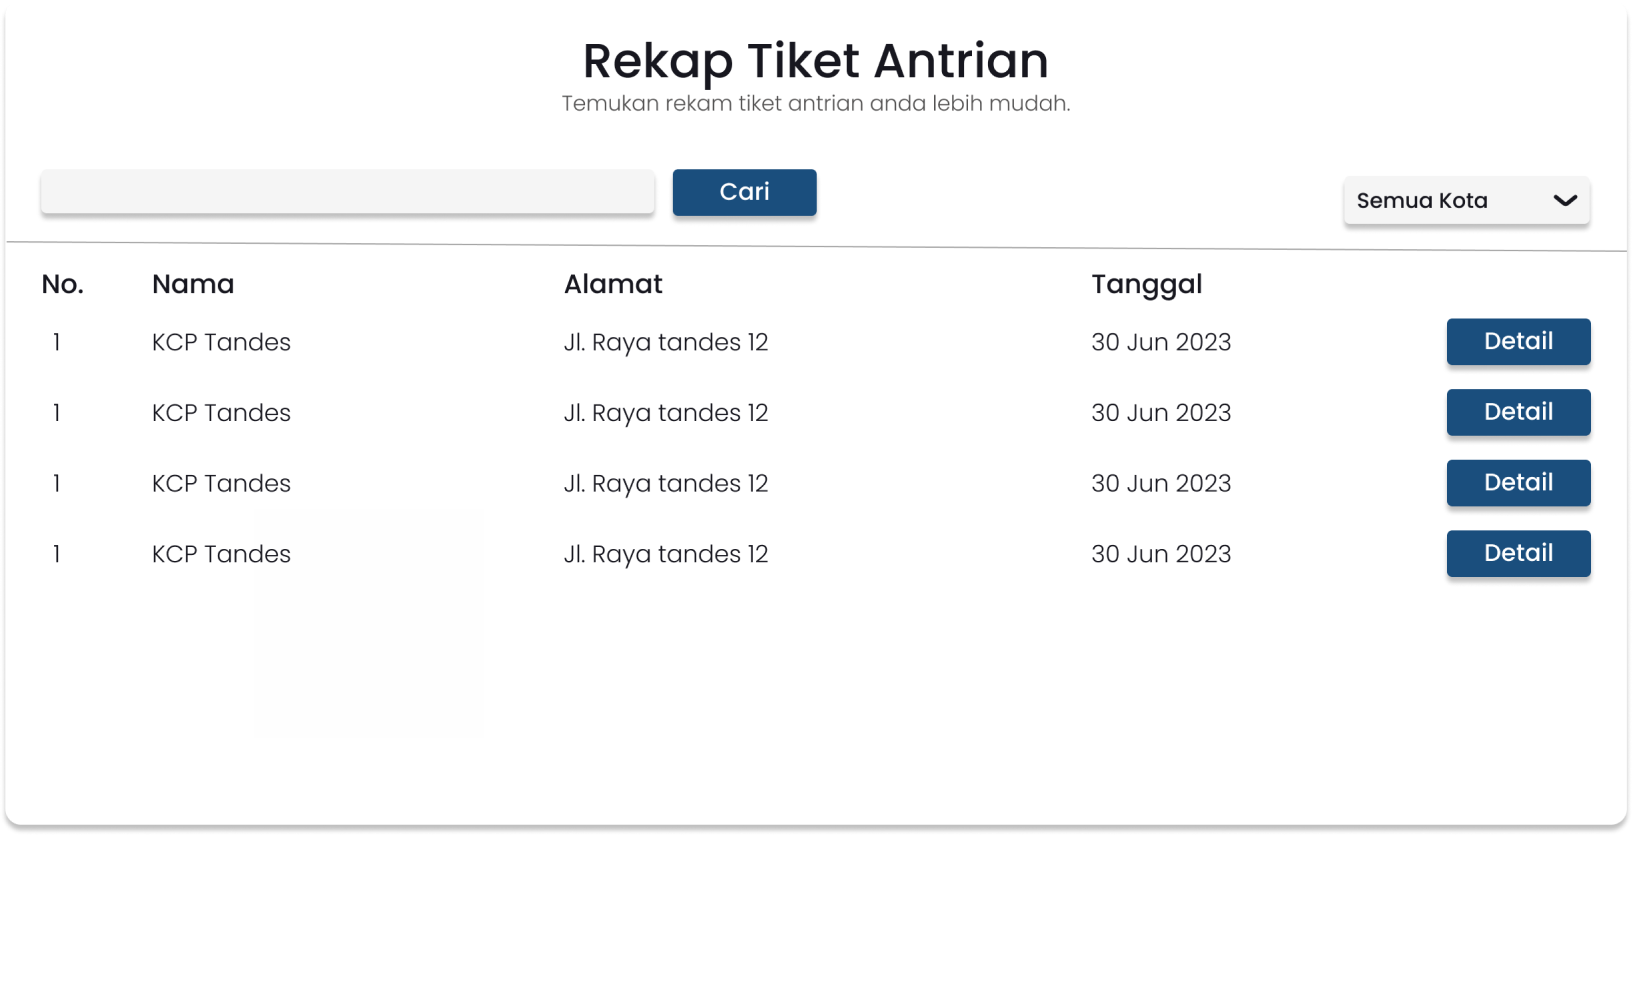 Rekap Tiket Antrian
Temukan rekam tiket antrian anda lebih mudah.
Cari
Semua Kota
No. Nama Alamat Tanggal
1 KCP Tandes Jl. Raya tandes 12 30 Jun 2023 Detail
1 KCP Tandes Jl. Raya tandes 12 30 Jun 2023 Detail
1 KCP Tandes Jl. Raya tandes 12 30 Jun 2023 Detail
1 KCP Tandes Jl. Raya tandes 12 30 Jun 2023 Detail